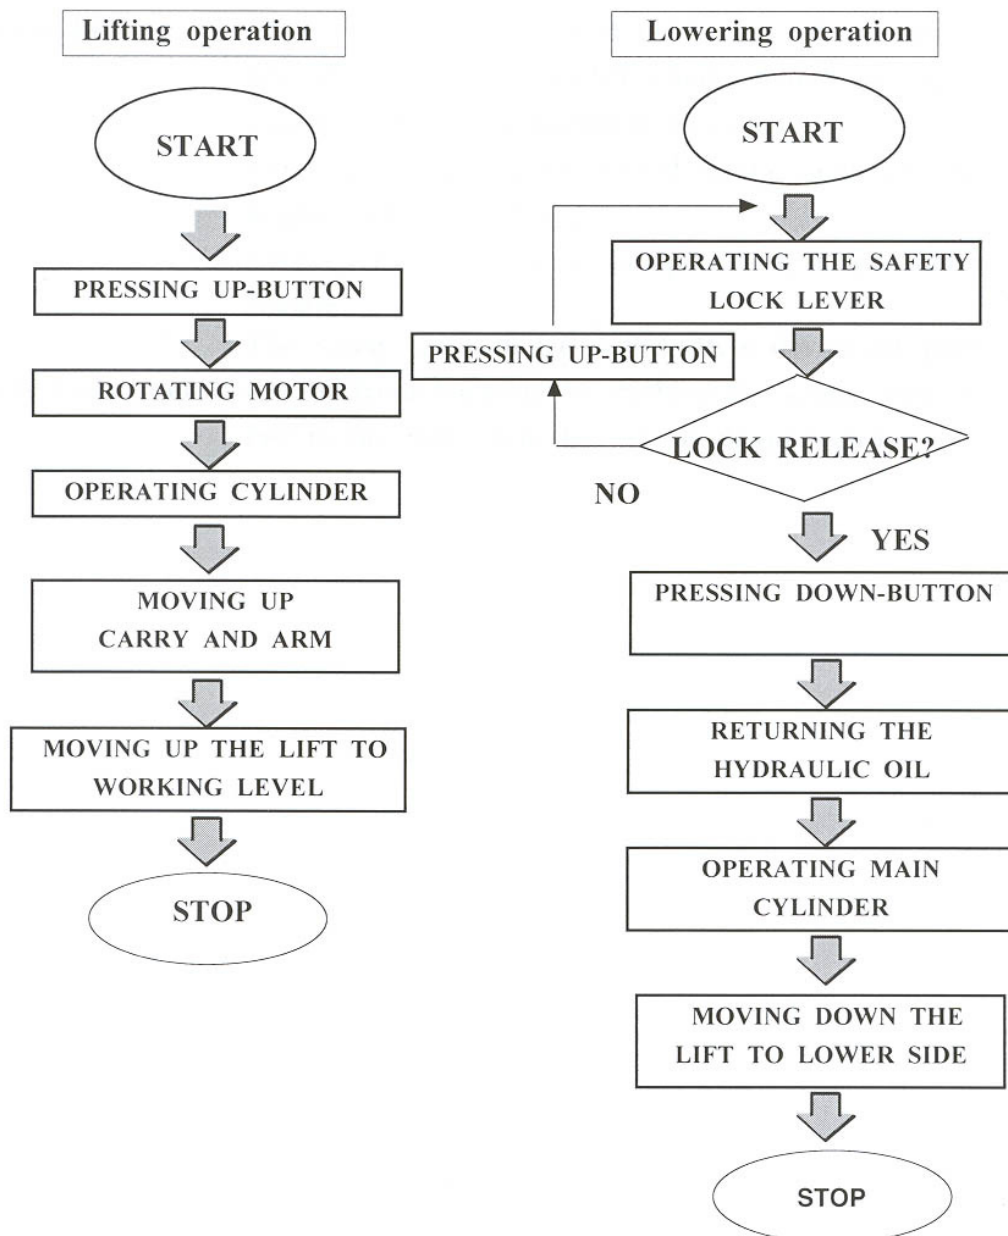 Lifting operation
START
PRESSING UP-BUTTON
ROTATING MOTOR
OPERATING CYLINDER
MOVING UP
CARRY AND ARM
MOVING UP THE LIFT TO
WORKING LEVEL
STOP
Lowering operation
START
OPERATING THE SAFETY
LOCK LEVER
PRESSING UP-BUTTON
LOCK RELEASE?
NO
YES
PRESSING DOWN-BUTTON
RETURNING THE
HYDRAULIC OIL
OPERATING MAIN
CYLINDER
MOVING DOWN THE
LIFT TO LOWER SIDE
STOP